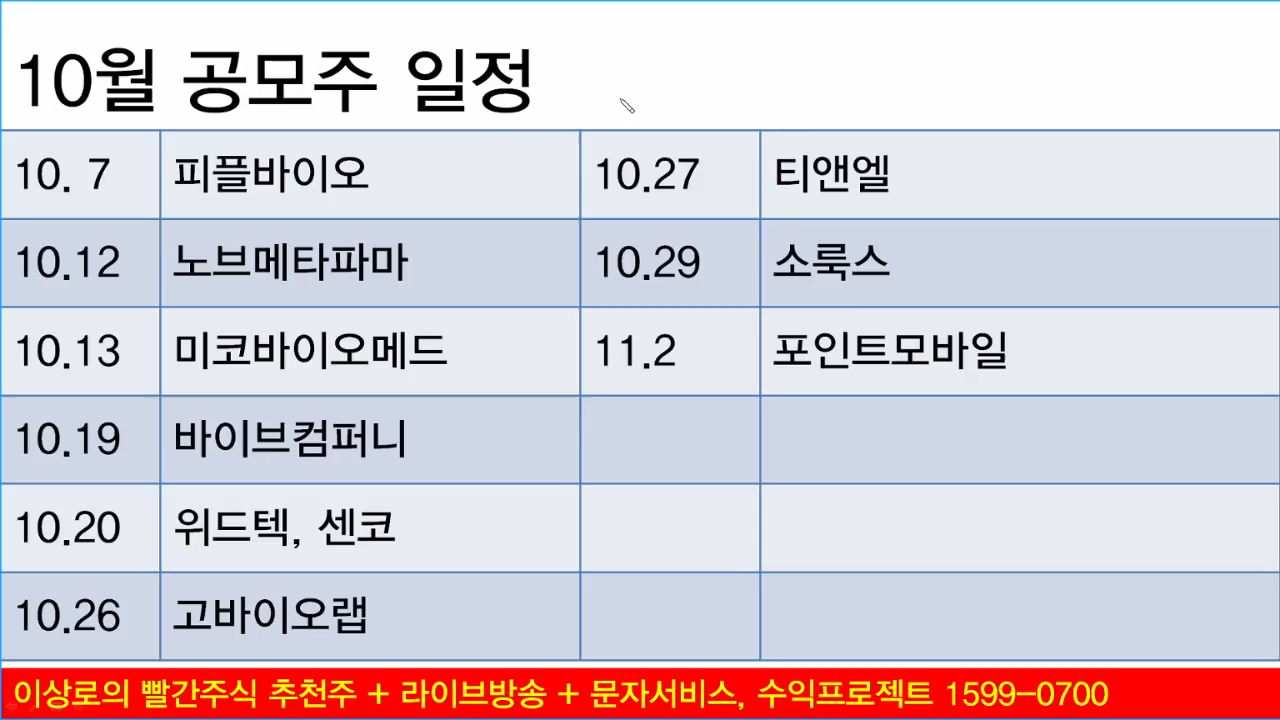 10월 공모주 일정
10. 7 피플바이오 10.27 티앤엘
10.12 노브메타파마 10.29 소룩스
10.13 미코바이오메드 11.2 포인트모바일
10.19 바이브컴퍼니
10.20 위드텍, 센코
10.26 고바이오랩
이상로의 빨간주식 추천주 + 라이브방송 + 문자서비스, 수익프로젝트 1599-0700